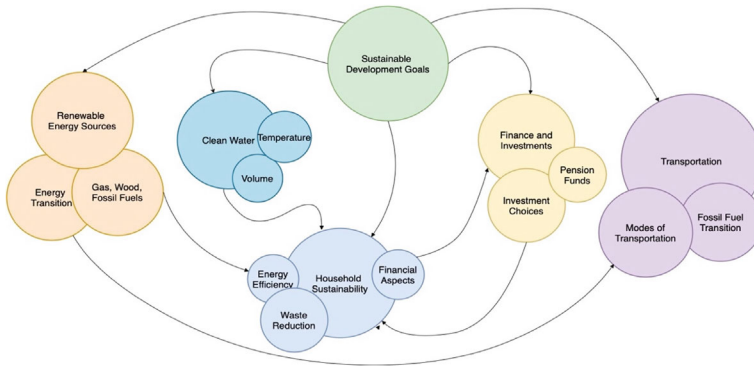 Sustainable
Development Goals
Renewable
Energy Sources
Energy
Transition
Gas, Wood,
Fossil Fuels
Clean Water
Temperature
Volume
Finance and
Investments
Pension
Funds
Investment
Choices
Transportation
Modes of
Transportation
Fossil Fuel
Transition
Energy
Efficiency
Household
Sustainability
Financial
Aspects
Waste
Reduction